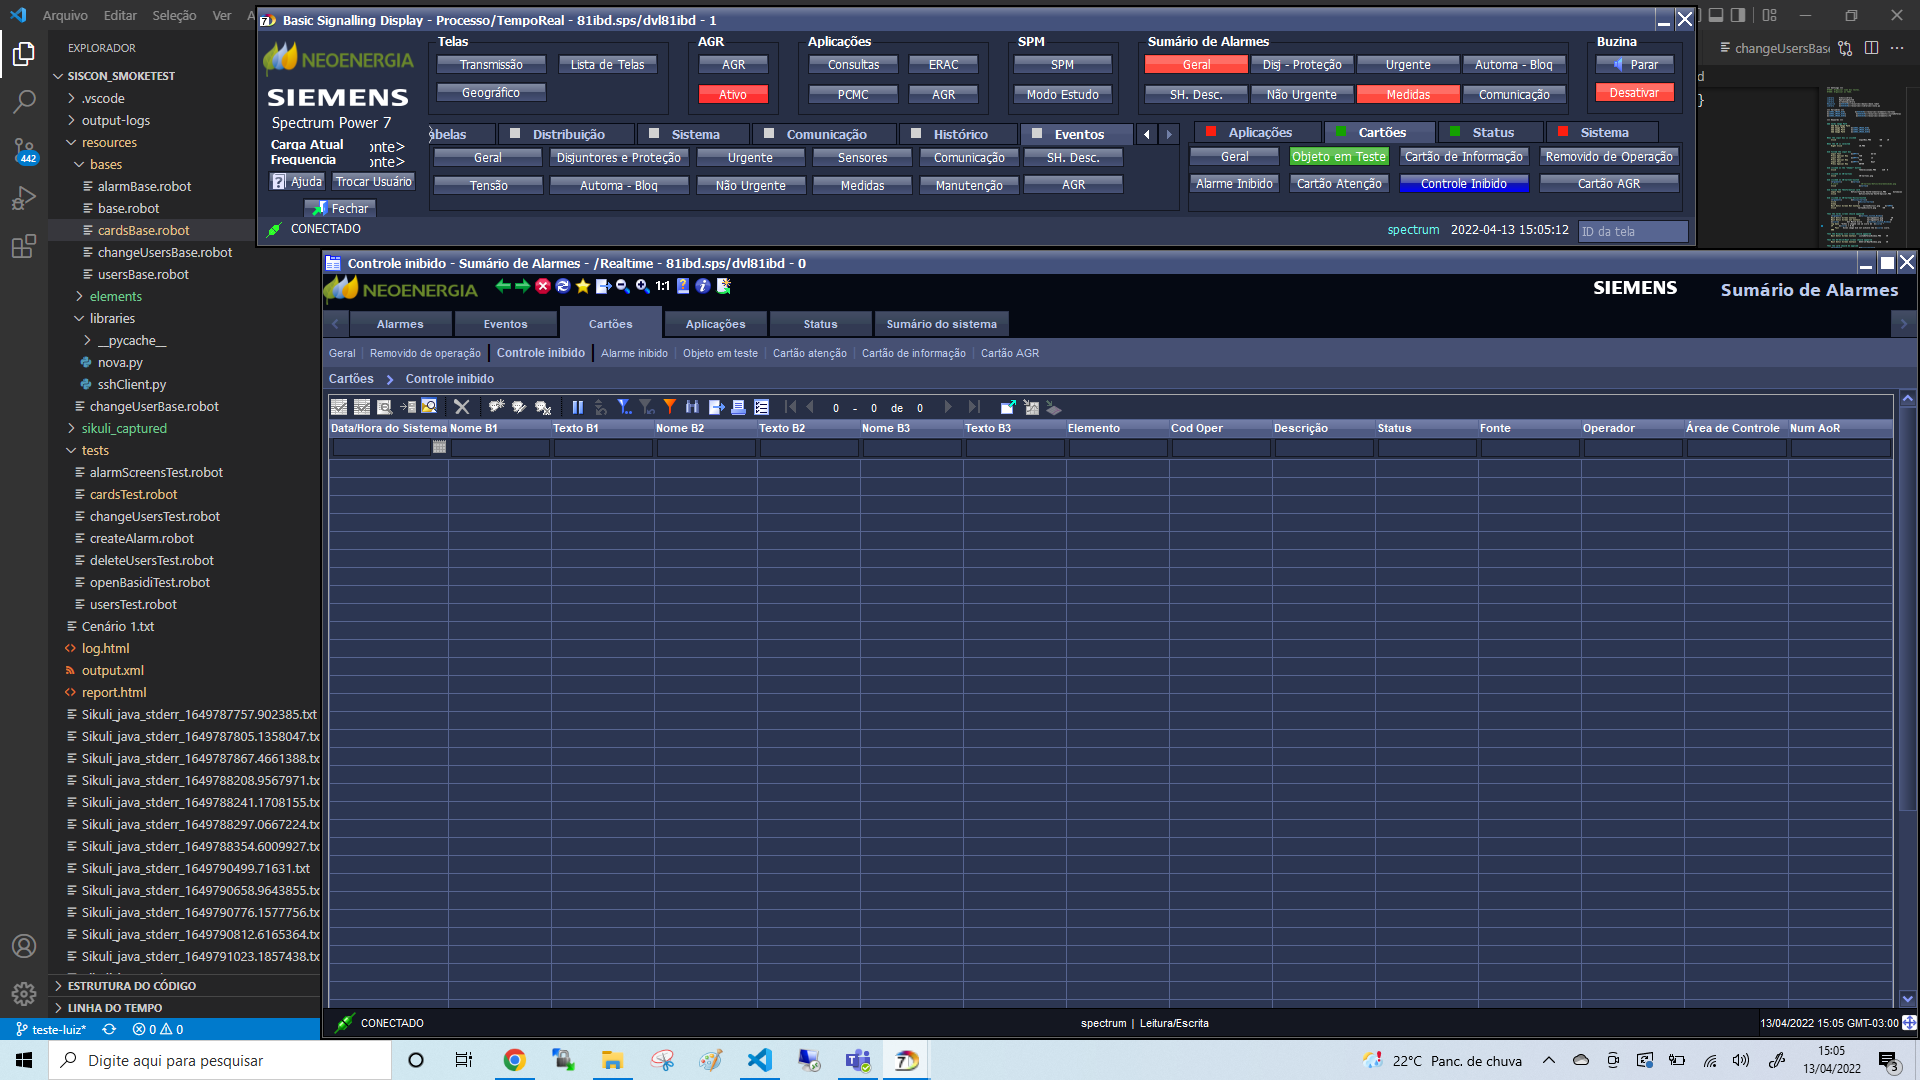 Arquivo Editar Seleção Ver
Basic Signalling Display - Processo/TempoReal - 81ibd.sps/dvl81ibd - 1
EXPLORADOR
SISCON_SMOKETEST
.vscode
output-logs
resources
bases
alarmBase.robot
base.robot
cardsBase.robot
changeUsersBase.robot
usersBase.robot
elements
libraries
__pycache__
nova.py
sshClient.py
changeUserBase.robot
sikuli_captured
tests
alarmScreensTest.robot
cardsTest.robot
changeUsersTest.robot
createAlarm.robot
deleteUsersTest.robot
openBasidiTest.robot
usersTest.robot
Cenário 1.txt
log.html
output.xml
report.html
Sikuli_java_stderr_1649787757.902385.txt
Sikuli_java_stderr_1649787805.1358047.tx
Sikuli_java_stderr_1649787867.4661388.tx
Sikuli_java_stderr_1649788208.9567971.tx
Sikuli_java_stderr_1649788241.1708155.tx
Sikuli_java_stderr_1649788297.0667224.tx
Sikuli_java_stderr_1649788354.6009927.tx
Sikuli_java_stderr_1649790499.71631.txt
Sikuli_java_stderr_1649790658.9643855.tx
Sikuli_java_stderr_1649790776.1577756.tx
Sikuli_java_stderr_1649790812.6165364.tx
Sikuli_java_stderr_1649791023.1857438.tx
ESTRUTURA DO CÓDIGO
LINHA DO TEMPO
442
teste-luiz* 0 0
NEOENERGIA
SIEMENS
Spectrum Power 7
Carga Atual onte>
Frequencia onte>
Ajuda Trocar Usuário
Fechar
CONECTADO
Telas AGR Aplicações SPM Sumário de Alarmes Buzina
Transmissão Lista de Telas AGR Consultas ERAC SPM Geral Disj - Proteção Urgente Automa - Bloq Parar
Geográfico Ativo PCMC AGR Modo Estudo SH. Desc. Não Urgente Medidas Comunicação Desativar
abelas Distribuição Sistema Comunicação Histórico Eventos
Geral Disjuntores e Proteção Urgente Sensores Comunicação SH. Desc.
Tensão Automa - Bloq Não Urgente Medidas Manutenção AGR
Aplicações Cartões Status Sistema
Geral Objeto em Teste Cartão de Informação Removido de Operação
Alarme Inibido Cartão Atenção Controle Inibido Cartão AGR
spectrum 2022-04-13 15:05:12 ID da tela
changeUsersBase
d
}
Controle inibido - Sumário de Alarmes - /Realtime - 81ibd.sps/dvl81ibd - 0
NEOENERGIA 1:1 SIEMENS Sumário de Alarmes
Alarmes Eventos Cartões Aplicações Status Sumário do sistema
Geral Removido de operação Controle inibido Alarme inibido Objeto em teste Cartão atenção Cartão de informação Cartão AGR
Cartões Controle inibido
0 - 0 de 0
Data/Hora do Sistema Nome B1 Texto B1 Nome B2 Texto B2 Nome B3 Texto B3 Elemento Cod Oper Descrição Status Fonte Operador Área de Controle Num AoR
CONECTADO spectrum | Leitura/Escrita 13/04/2022 15:05 GMT-03:00
Digite aqui para pesquisar
22°C Panc. de chuva
15:05
13/04/2022
3